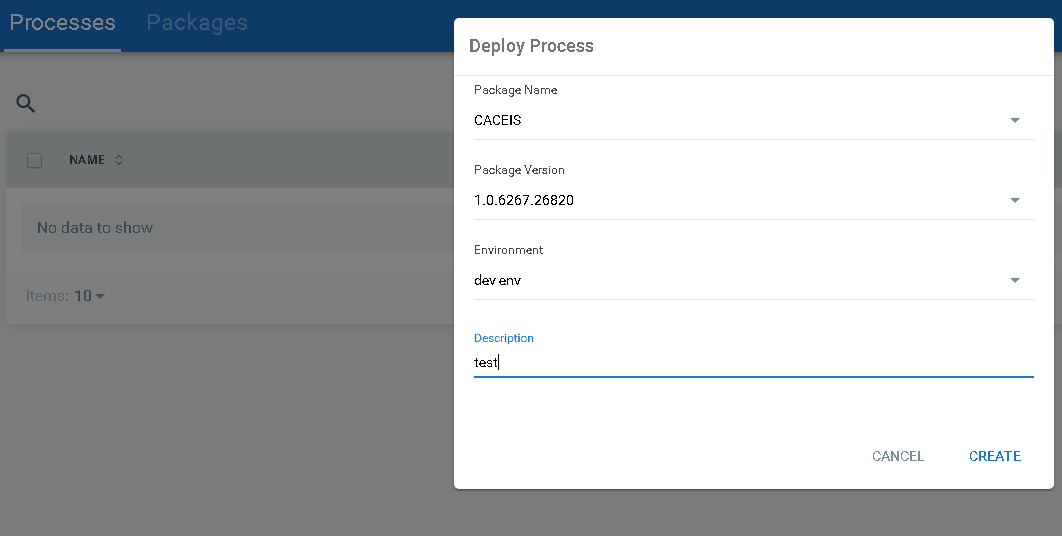 Processes Packages
Deploy Process
Package Name
CACEIS
NAME
Package Version
1.0.6267.26820
No data to show
Environment
dev env
Items: 10
Description
test
CANCEL CREATE